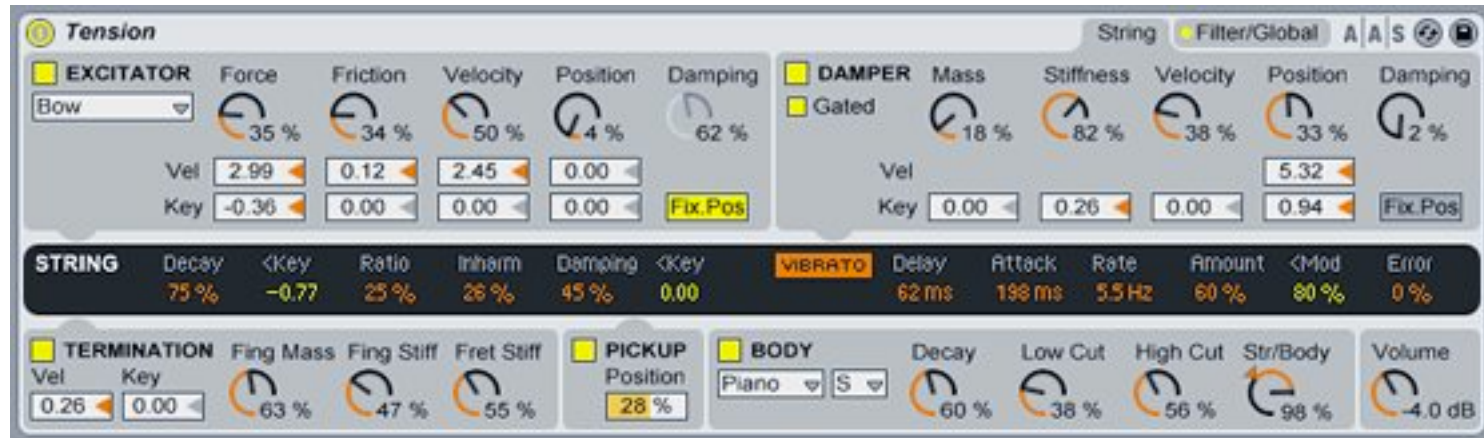 Tension String Filter/Global A A S
EXCITATOR Force Friction Velocity Position Damping
Bow 35 % 34 % 50 % 4 % 62 %
Vel 2.99 0.12 2.45 0.00
Key -0.36 0.00 0.00 0.00 Fix.Pos
DAMPER Mass Stiffness Velocity Position Damping
Gated 18 % 82 % 38 % 33 % 2 %
Vel 5.32
Key 0.00 0.26 0.00 0.94 Fix.Pos
STRING Decay <Key Ratio Inharm Damping <Key VIBRATO Delay Attack Rate Amount <Mod Error
75 % -0.77 25 % 26 % 45 % 0.00 62 ms 198 ms 5.5 Hz 60 % 80 % 0 %
TERMINATION Fing Mass Fing Stiff Fret Stiff
Vel Key
0.26 0.00 63 % 47 % 55 %
PICKUP
Position
28 %
BODY Decay Low Cut High Cut Str/Body Volume
Piano S 60 % 38 % 56 % 98 % -4.0 dB